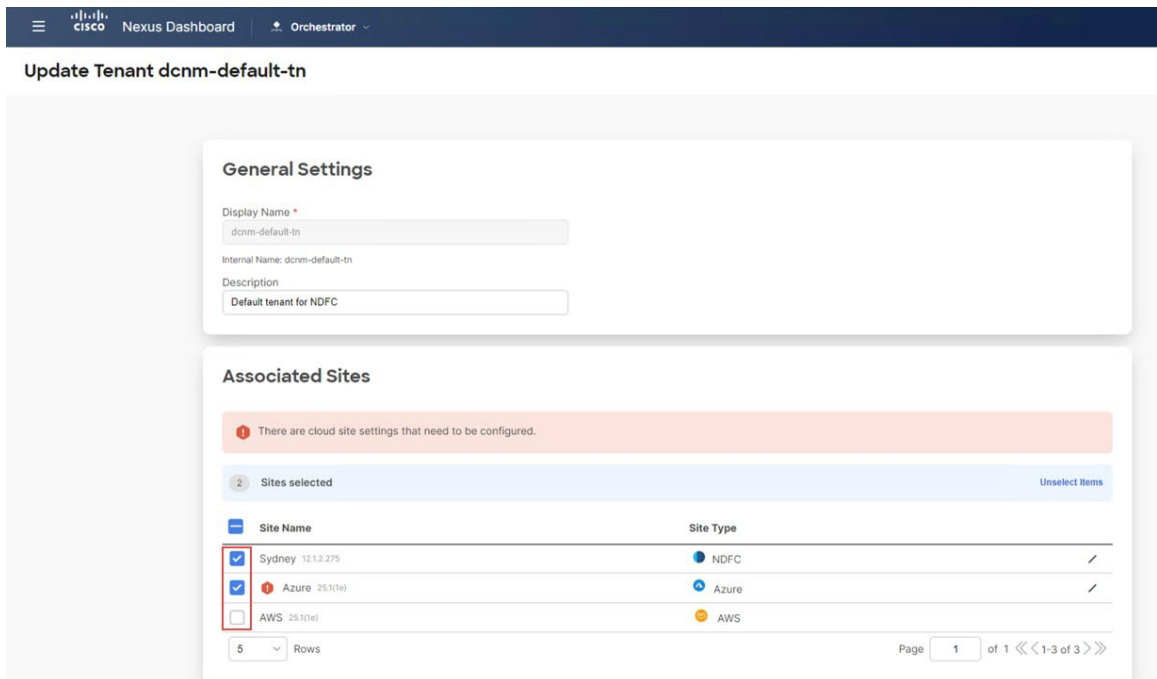 CISCO Nexus Dashboard Orchestrator
Update Tenant dcnm-default-tn
General Settings
Display Name *
dcnm-default-tn
Internal Name: dcnm-default-tn
Description
Default tenant for NDFC
Associated Sites
There are cloud site settings that need to be configured.
2 Sites selected Unselect Items
Site Name Site Type
Sydney 12.1.2.275 NDFC
Azure 25.1(1e) Azure
AWS 25.1(1e) AWS
5 Rows Page 1 of 1 1-3 of 3